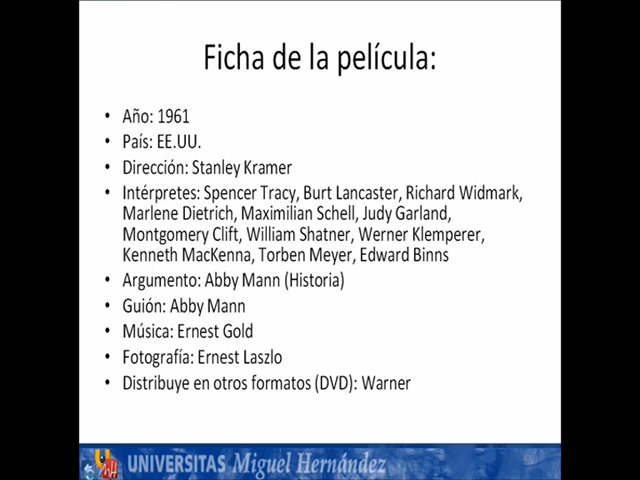 Ficha de la película:
• Año: 1961
• País: EE.UU.
• Dirección: Stanley Kramer
• Intérpretes: Spencer Tracy, Burt Lancaster, Richard Widmark,
Marlene Dietrich, Maximilian Schell, Judy Garland,
Montgomery Clift, William Shatner, Werner Klemperer,
Kenneth MacKenna, Torben Meyer, Edward Binns
• Argumento: Abby Mann (Historia)
• Guión: Abby Mann
• Música: Ernest Gold
• Fotografía: Ernest Laszlo
• Distribuye en otros formatos (DVD): Warner
UNIVERSITAS Miguel Hernández